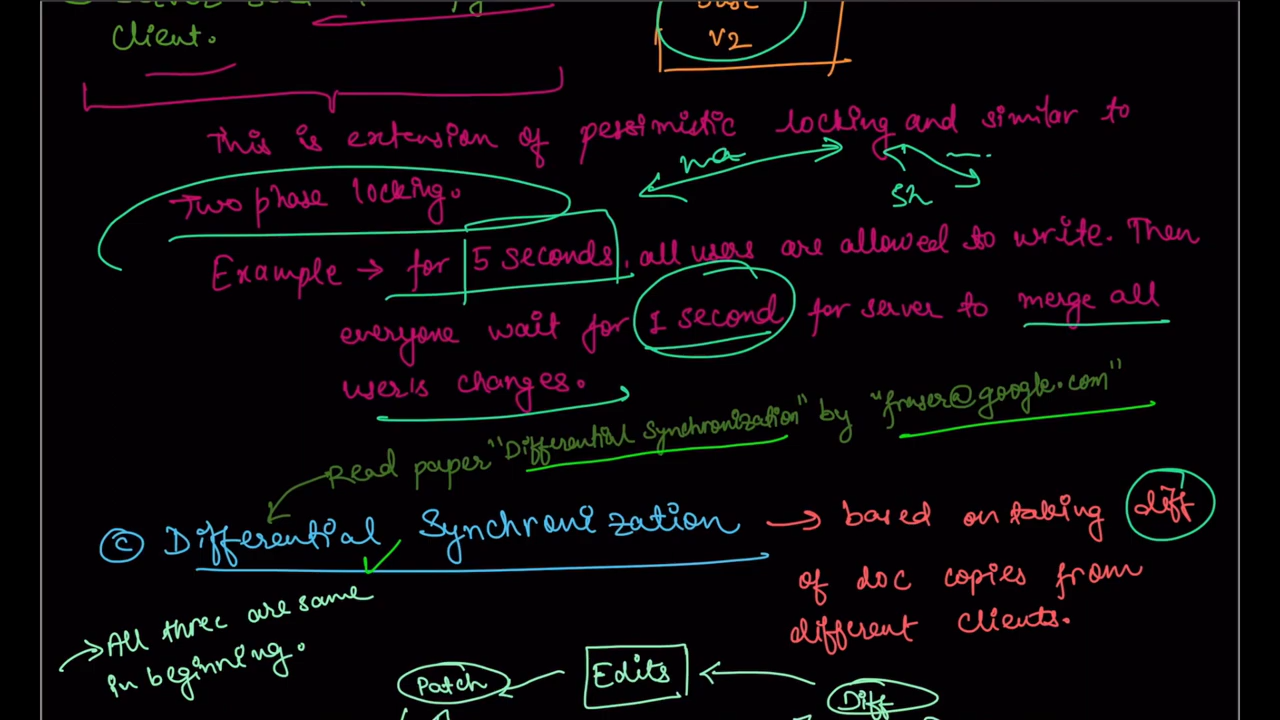 Client.
V2
This is extension of pessimistic locking and similar to
Two phase locking.
Example → for 5 seconds, all users are allowed to write. Then
everyone wait for 1 second for server to merge all
user's changes.
Read paper "Differential Synchronization" by "fraser@google.com"
© Differential Synchronization → based on taking diff
of doc copies from
different clients.
→ All three are same
in beginning.
Patch
Edits
Diff